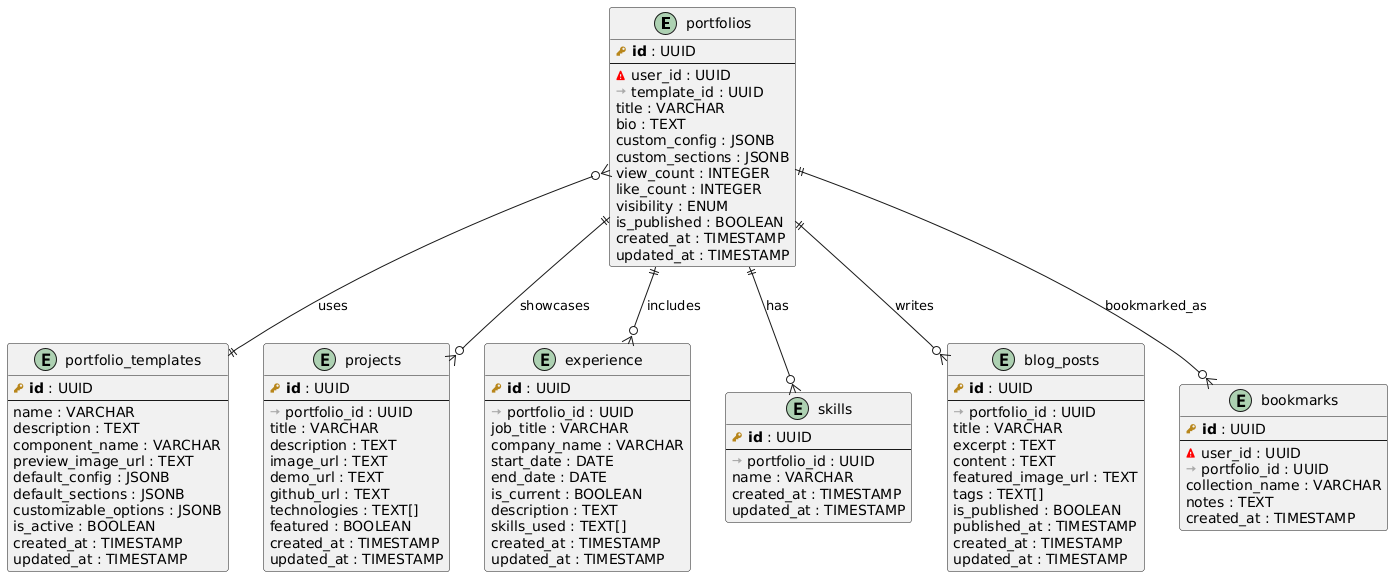 E portfolios
id : UUID
user_id : UUID
→ template_id : UUID
title : VARCHAR
bio : TEXT
custom_config : JSONB
custom_sections : JSONB
view_count : INTEGER
like_count : INTEGER
visibility : ENUM
is_published : BOOLEAN
created_at : TIMESTAMP
updated_at : TIMESTAMP
uses
showcases
includes
has
writes
bookmarked_as
E portfolio_templates
id : UUID
name : VARCHAR
description : TEXT
component_name : VARCHAR
preview_image_url : TEXT
default_config : JSONB
default_sections : JSONB
customizable_options : JSONB
is_active : BOOLEAN
created_at : TIMESTAMP
updated_at : TIMESTAMP
E projects
id : UUID
→ portfolio_id : UUID
title : VARCHAR
description : TEXT
image_url : TEXT
demo_url : TEXT
github_url : TEXT
technologies : TEXT[]
featured : BOOLEAN
created_at : TIMESTAMP
updated_at : TIMESTAMP
E experience
id : UUID
→ portfolio_id : UUID
job_title : VARCHAR
company_name : VARCHAR
start_date : DATE
end_date : DATE
is_current : BOOLEAN
description : TEXT
skills_used : TEXT[]
created_at : TIMESTAMP
updated_at : TIMESTAMP
E skills
id : UUID
→ portfolio_id : UUID
name : VARCHAR
created_at : TIMESTAMP
updated_at : TIMESTAMP
E blog_posts
id : UUID
→ portfolio_id : UUID
title : VARCHAR
excerpt : TEXT
content : TEXT
featured_image_url : TEXT
tags : TEXT[]
is_published : BOOLEAN
published_at : TIMESTAMP
created_at : TIMESTAMP
updated_at : TIMESTAMP
E bookmarks
id : UUID
user_id : UUID
→ portfolio_id : UUID
collection_name : VARCHAR
notes : TEXT
created_at : TIMESTAMP